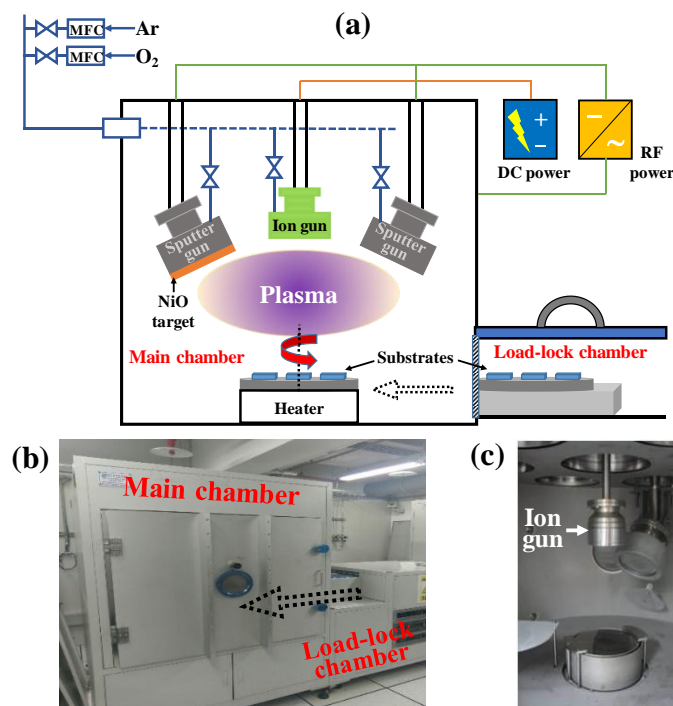 (a)
MFC
Ar
MFC
O2
+
−
−
~
DC power
RF
power
Sputter
gun
Ion gun
Sputter
gun
NiO
target
Plasma
Main chamber
Substrates
Load-lock chamber
Heater
(b)
Main chamber
Load-lock
chamber
(c)
Ion
gun